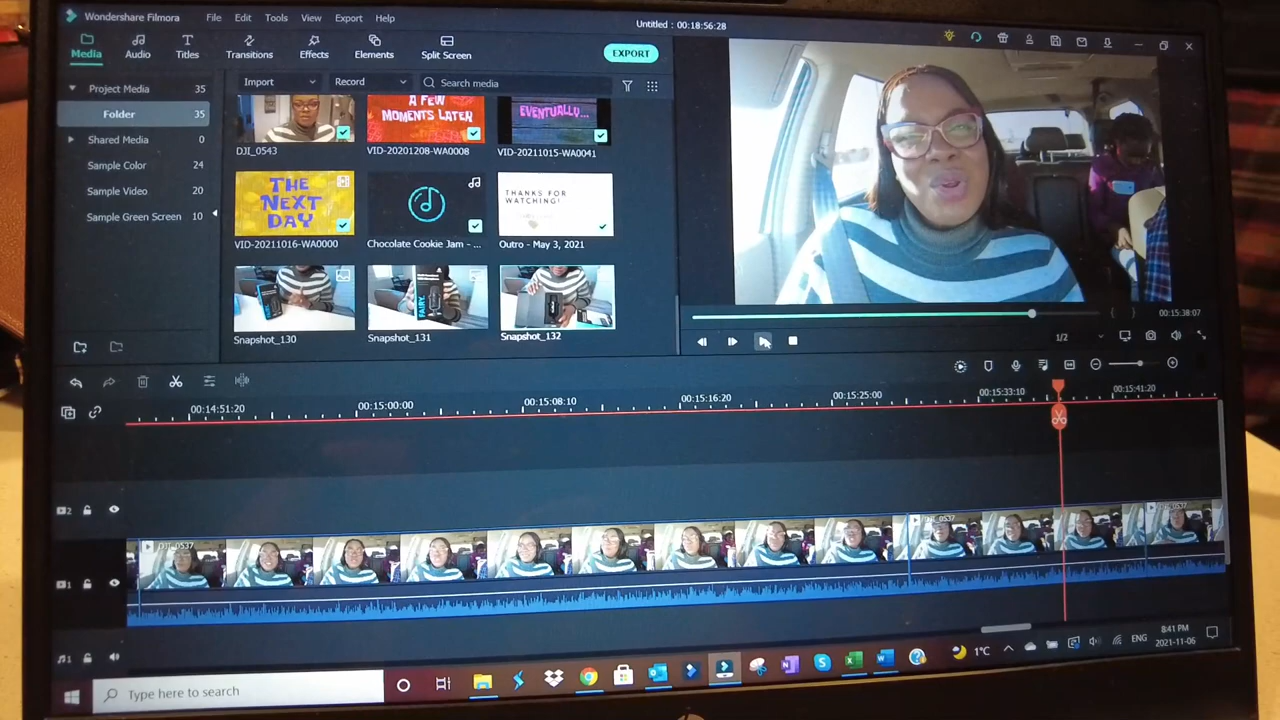 Wondershare Filmora File Edit Tools View Export Help
Untitled : 00:18:56:28
Media Audio Titles Transitions Effects Elements Split Screen EXPORT
Project Media 35
Folder 35
Shared Media 0
Sample Color 24
Sample Video 20
Sample Green Screen 10
Import Record Search media
A FEW
MOMENTS LATER
EVENTUALLY...
DJI_0543 VID-20201208-WA0008 VID-20211015-WA0041
THE
NEXT
DAY
THANKS FOR
WATCHING!
VID-20211016-WA0000 Chocolate Cookie Jam - ... Outro - May 3, 2021
Snapshot_130 Snapshot_131 Snapshot_132
00:15:38:07
1/2
00:14:51:20 00:15:00:00 00:15:08:10 00:15:16:20 00:15:25:00 00:15:33:10 00:15:41:20
2
DJI_0537
1
1
Type here to search
1°C ENG 8:41 PM
2021-11-06